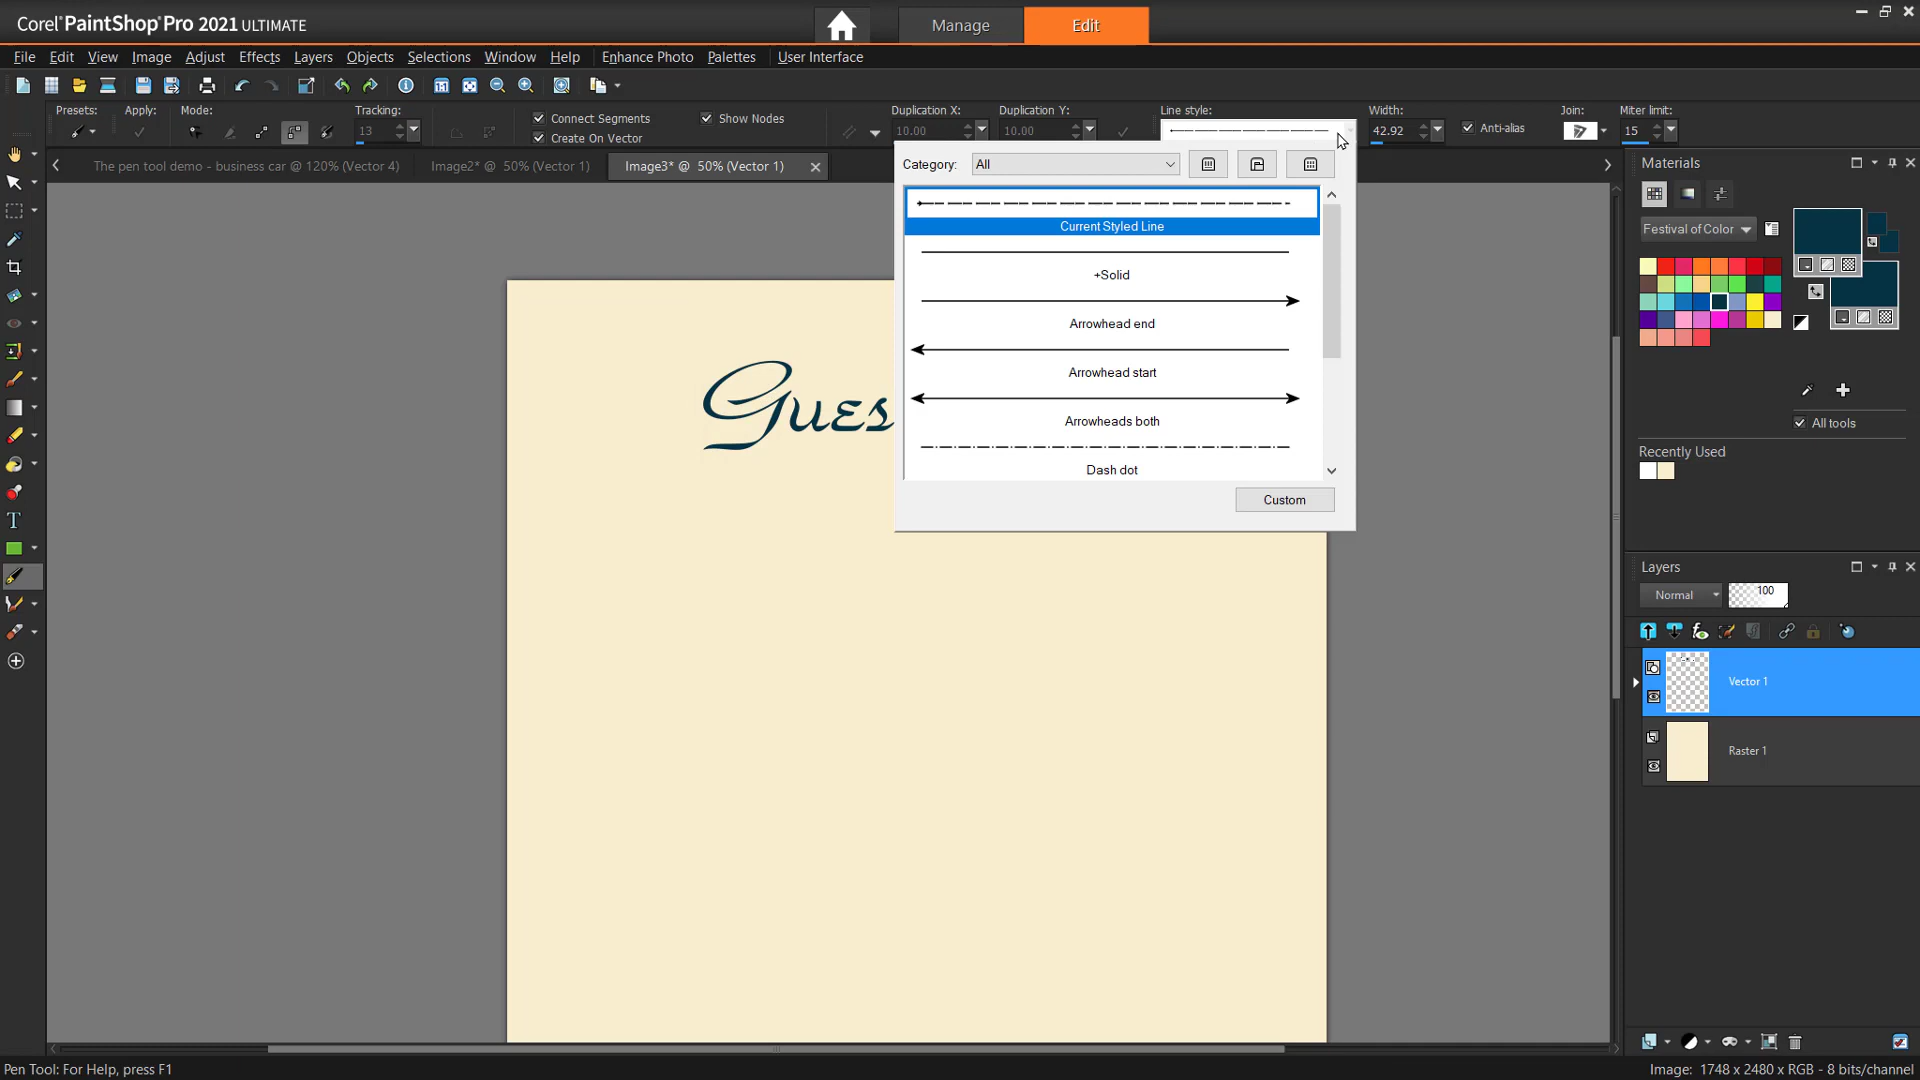 Corel® PaintShop® Pro 2021 ULTIMATE
Manage
Edit
File Edit View Image Adjust Effects Layers Objects Selections Window Help Enhance Photo Palettes User Interface
Presets: Apply: Mode: Tracking: Duplication X: Duplication Y: Line style: Width: Join: Miter limit:
13
Connect Segments
Create On Vector
Show Nodes
10.00
10.00
42.92
Anti-alias
15
The pen tool demo - business car @ 120% (Vector 4)
Image2* @ 50% (Vector 1)
Image3* @ 50% (Vector 1)
Category: All
Current Styled Line
+Solid
Arrowhead end
Arrowhead start
Arrowheads both
Dash dot
Custom
Gues
T
Materials
Festival of Color
All tools
Recently Used
Layers
Normal
100
Vector 1
Raster 1
Pen Tool: For Help, press F1
Image: 1748 x 2480 x RGB - 8 bits/channel